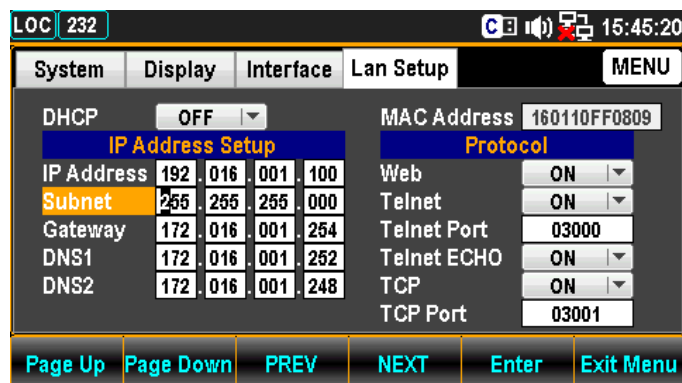 LOC 232 C 15:45:20
System Display Interface Lan Setup MENU
DHCP OFF MAC Address 160110FF0809
IP Address Setup Protocol
IP Address 192 . 016 . 001 . 100 Web ON
Subnet 255 . 255 . 255 . 000 Telnet ON
Gateway 172 . 016 . 001 . 254 Telnet Port 03000
DNS1 172 . 016 . 001 . 252 Telnet ECHO ON
DNS2 172 . 016 . 001 . 248 TCP ON
TCP Port 03001
Page Up Page Down PREV NEXT Enter Exit Menu